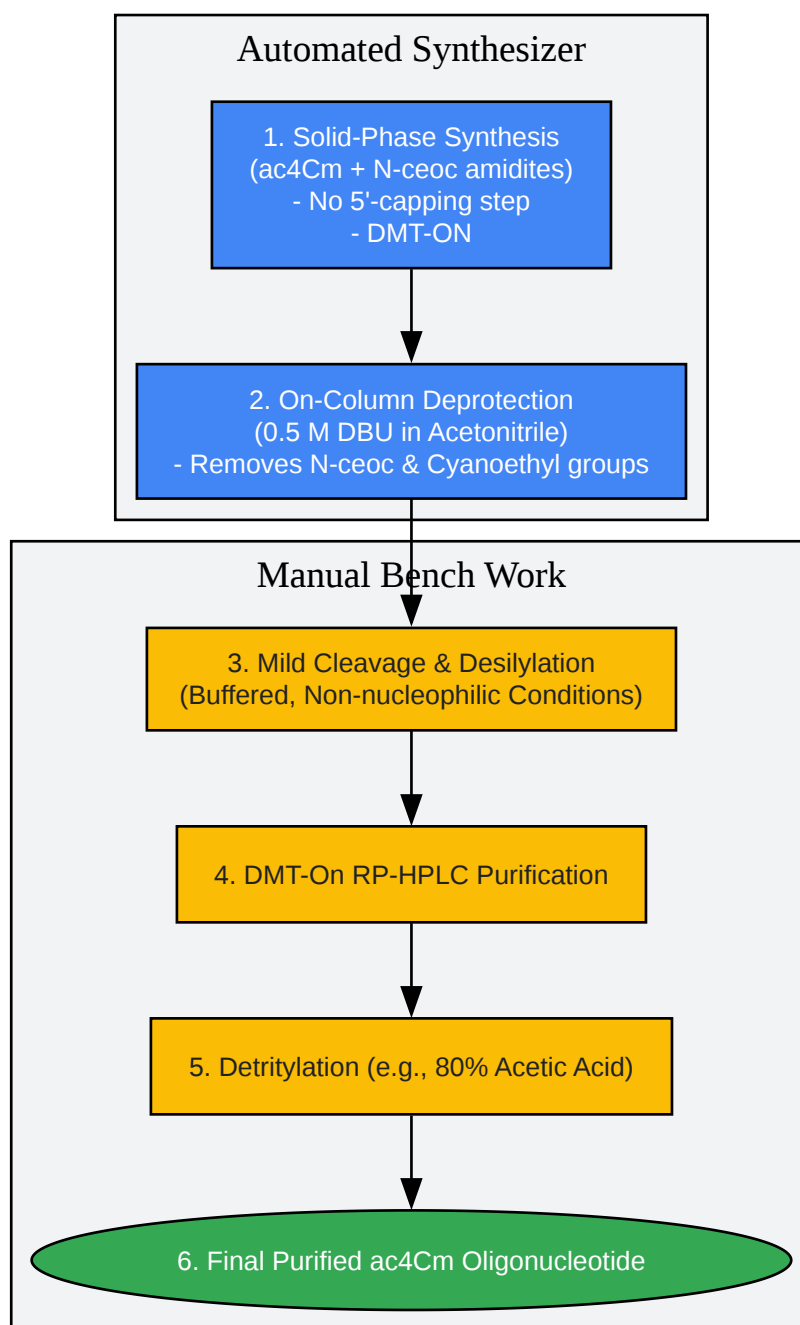 Automated Synthesizer
1. Solid-Phase Synthesis
(ac4Cm + N-ceoc amidites)
- No 5'-capping step
- DMT-ON
2. On-Column Deprotection
(0.5 M DBU in Acetonitrile)
- Removes N-ceoc & Cyanoethyl groups
Manual Bench Work
3. Mild Cleavage & Desilylation
(Buffered, Non-nucleophilic Conditions)
4. DMT-On RP-HPLC Purification
5. Detritylation (e.g., 80% Acetic Acid)
6. Final Purified ac4Cm Oligonucleotide